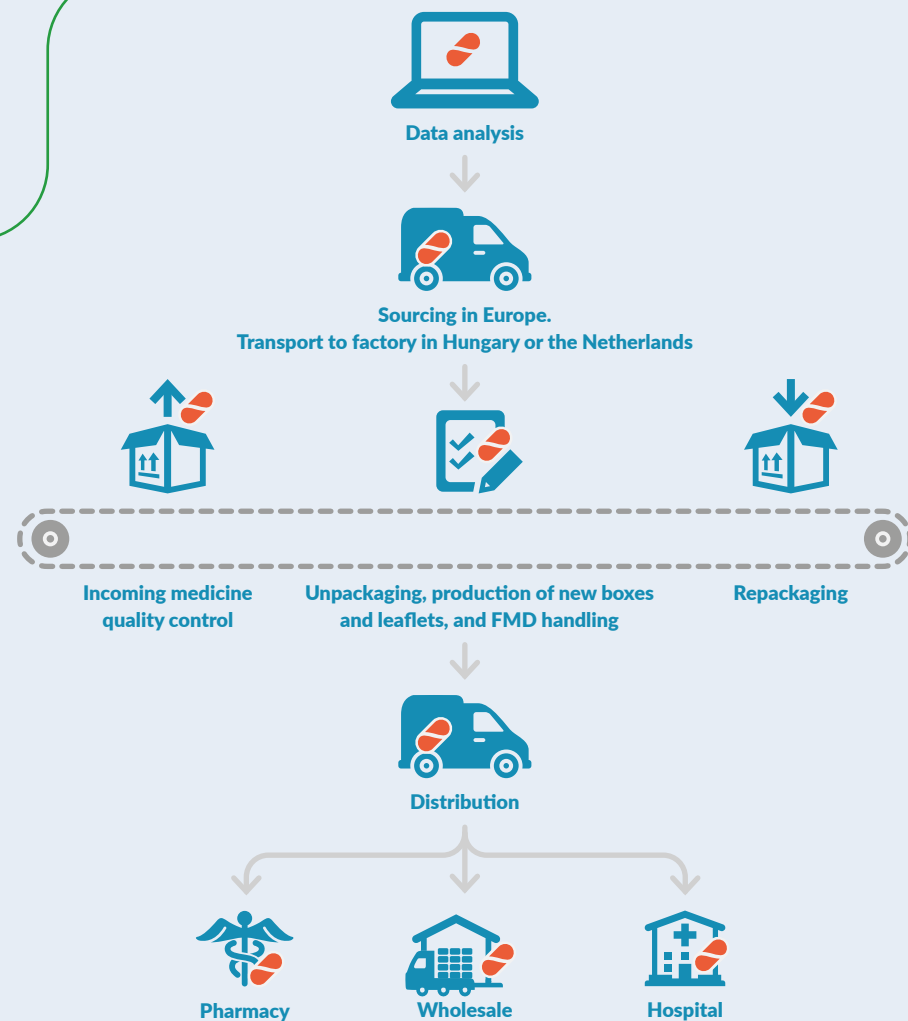 Data analysis
Sourcing in Europe.
Transport to factory in Hungary or the Netherlands
Incoming medicine
quality control
Unpackaging, production of new boxes
and leaflets, and FMD handling
Repackaging
Distribution
Pharmacy
Wholesale
Hospital